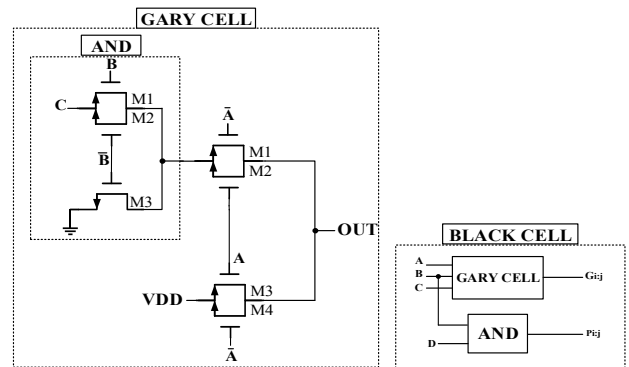 GARY CELL
AND
B
C
M1
M2
B̅
M3
A̅
M1
M2
OUT
A
VDD
M3
M4
A̅
BLACK CELL
A
B
C
GARY CELL
Gi:j
D
AND
Pi:j